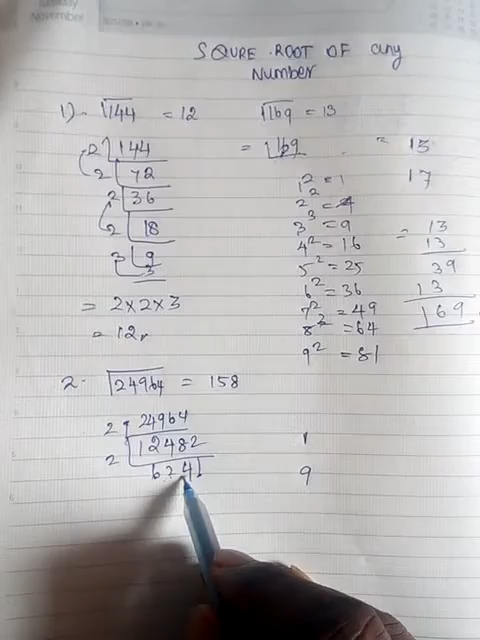 November
SQURE ROOT OF any
Number
1) √144 = 12
2 144
2 72
2 36
2 18
3 9
3
= 2×2×3
= 12
√169 = 13
= √169
= 15
17
1² = 1
2² = 4
3³ = 9
4² = 16
5² = 25
6² = 36
7² = 49
8² = 64
9² = 81
= 13
13
39
13
169
2. √24964 = 158
2 24964
2 12482
6241
1
9